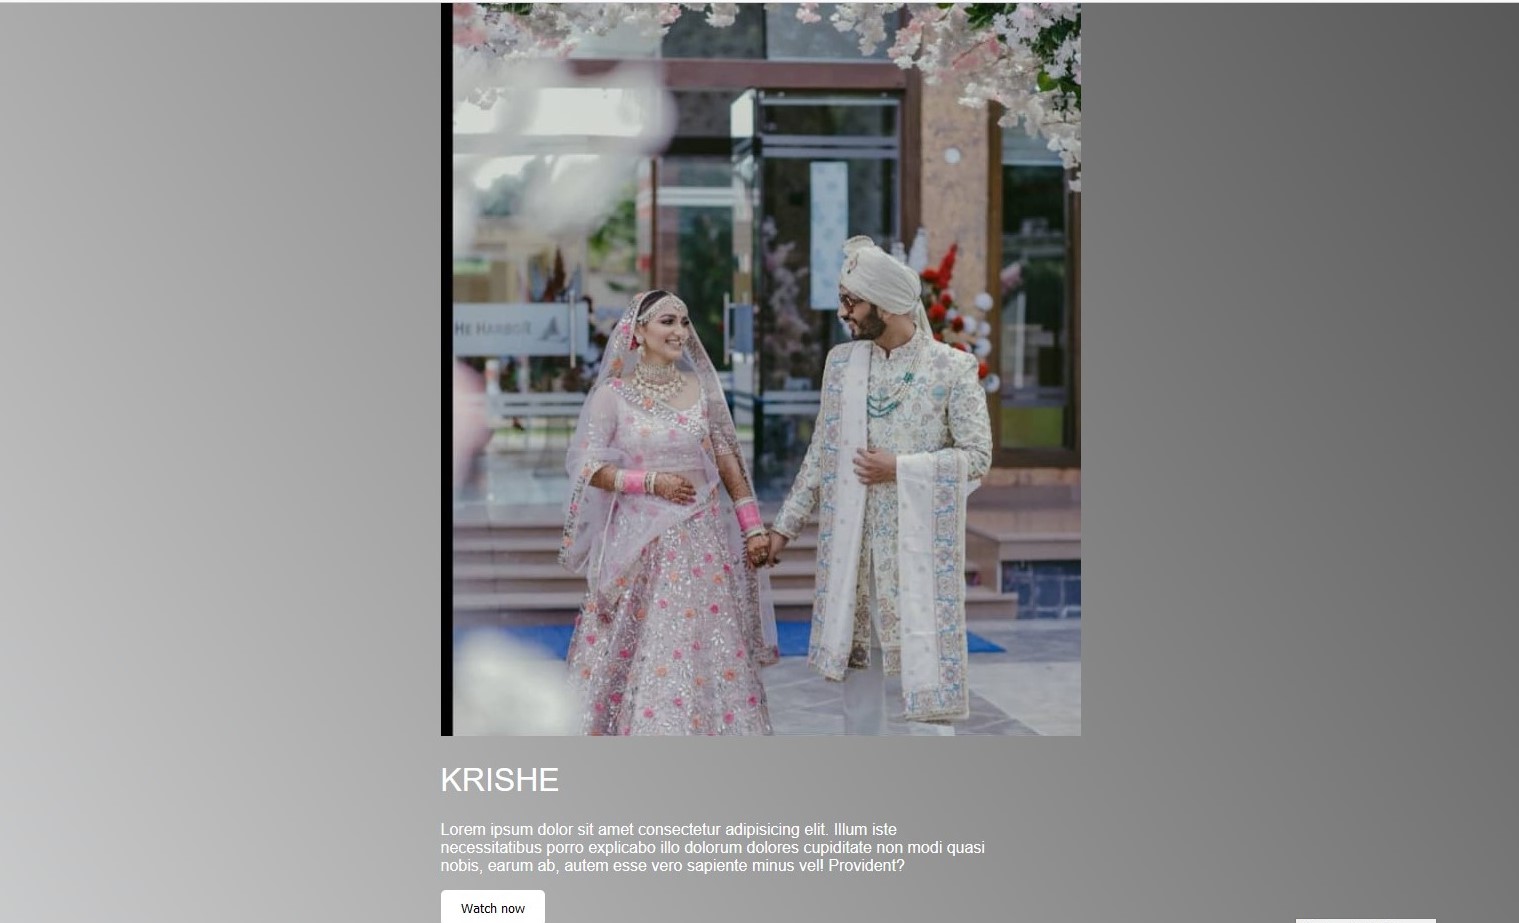 HE HARBOR
KRISHE
Lorem ipsum dolor sit amet consectetur adipisicing elit. Illum iste
necessitatibus porro explicabo illo dolorum dolores cupiditate non modi quasi
nobis, earum ab, autem esse vero sapiente minus vel! Provident?
Watch now